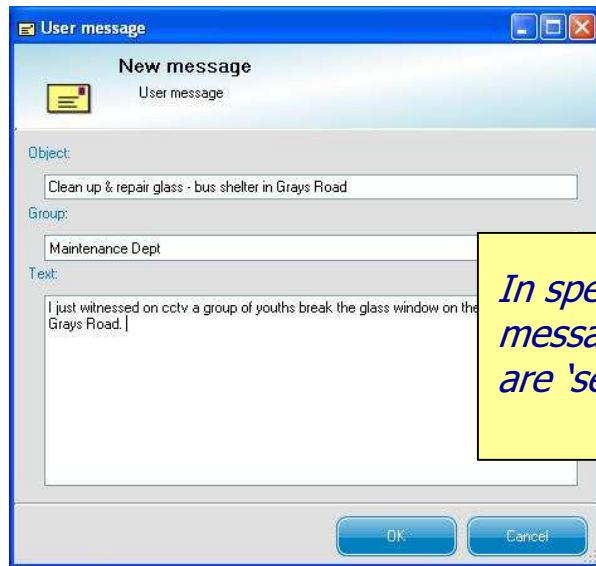 User message
New message
User message
Object:
Clean up & repair glass - bus shelter in Grays Road
Group:
Maintenance Dept
Text:
I just witnessed on cctv a group of youths break the glass window on the
Grays Road.
In spe
messa
are ‘se
OK
Cancel